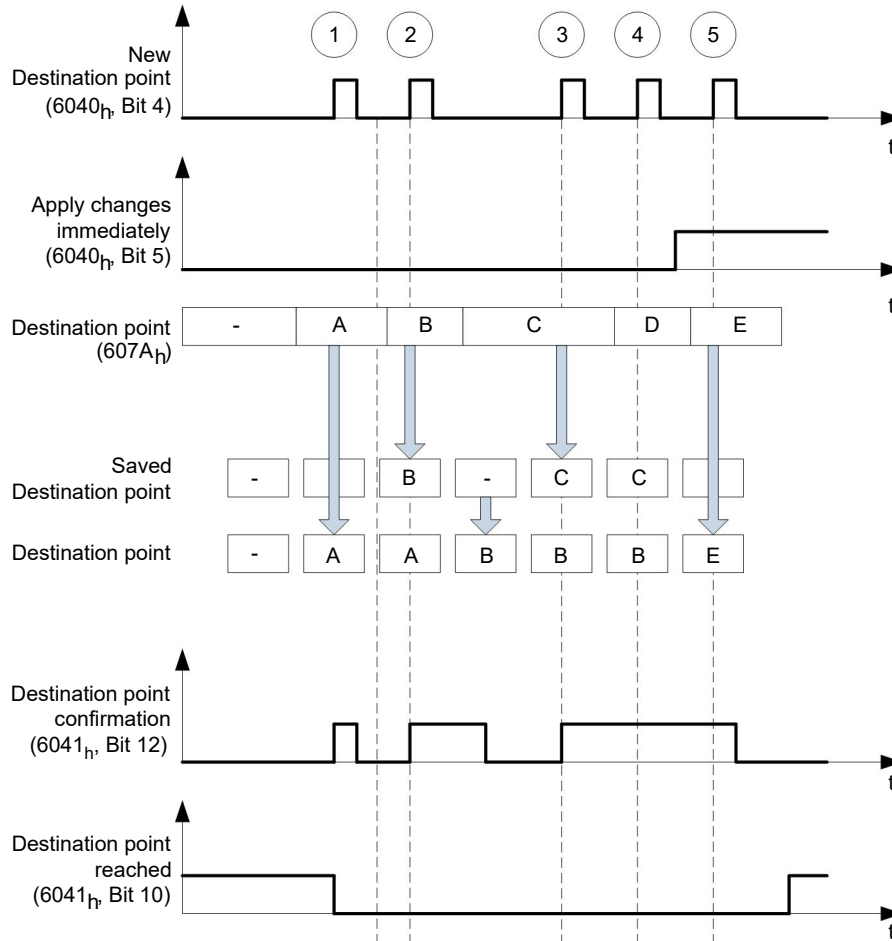 1 2 3 4 5
New
Destination point
(6040h, Bit 4)
t
Apply changes
immediately
(6040h, Bit 5)
t
Destination point
(607Ah)
- A B C D E
Saved
Destination point
- B - C C
Destination point
- A A B B B E
Destination point
confirmation
(6041h, Bit 12)
t
Destination point
reached
(6041h, Bit 10)
t